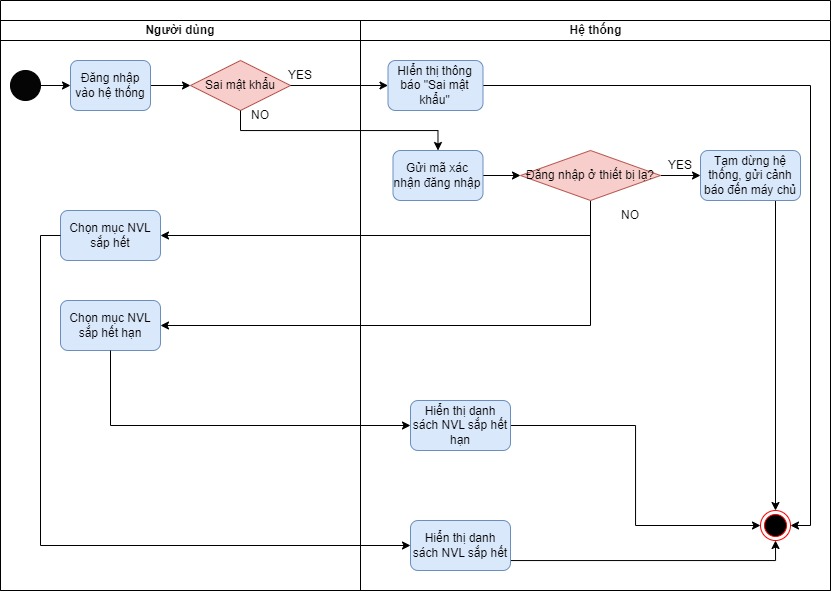 Người dùng
Hệ thống
Đăng nhập
vào hệ thống
Sai mật khẩu
YES
HIển thị thông
báo "Sai mật
khẩu"
NO
Gửi mã xác
nhận đăng nhập
Đăng nhập ở thiết bị lạ?
YES
Tạm dừng hệ
thống, gửi cảnh
báo đến máy chủ
NO
Chọn mục NVL
sắp hết
Chọn mục NVL
sắp hết hạn
Hiển thị danh
sách NVL sắp hết
hạn
Hiển thị danh
sách NVL sắp hết